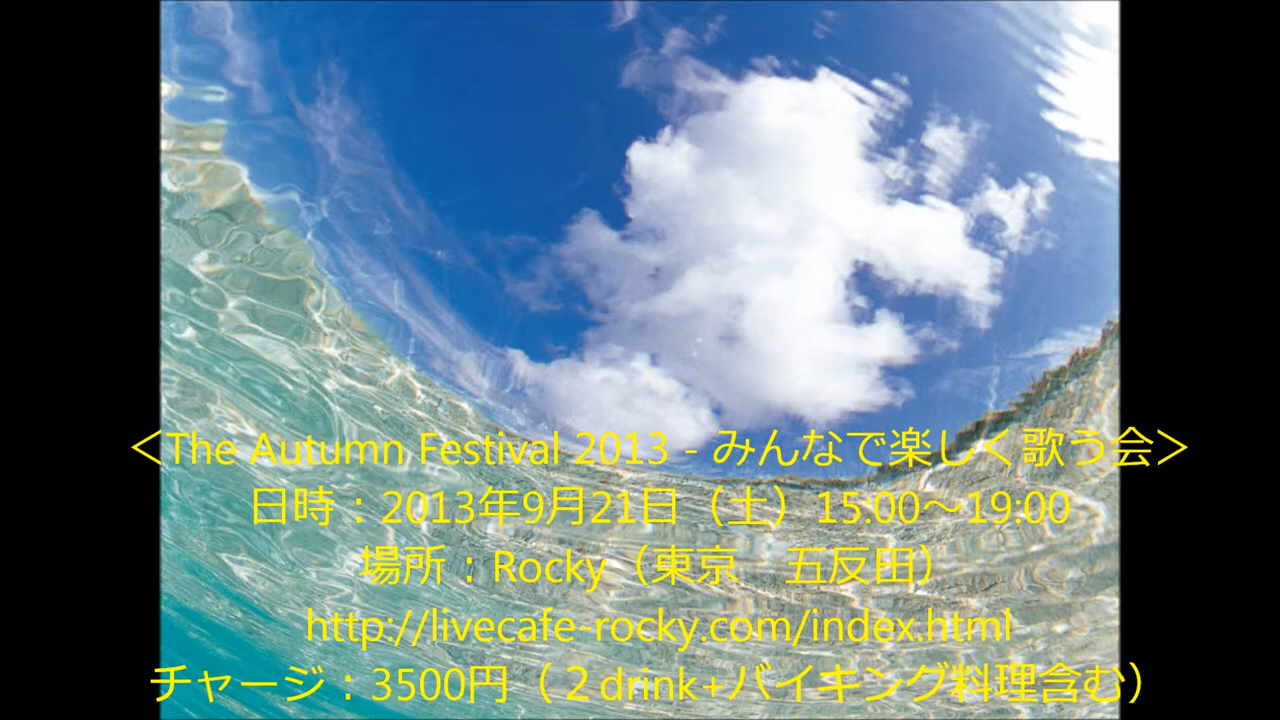 ＜The Autumn Festival 2013 - みんなで楽しく歌う会＞
日時：2013年9月21日（土）15:00～19:00
場所：Rocky（東京　五反田）
http://livecafe-rocky.com/index.html
チャージ：3500円（２drink+バイキング料理含む）